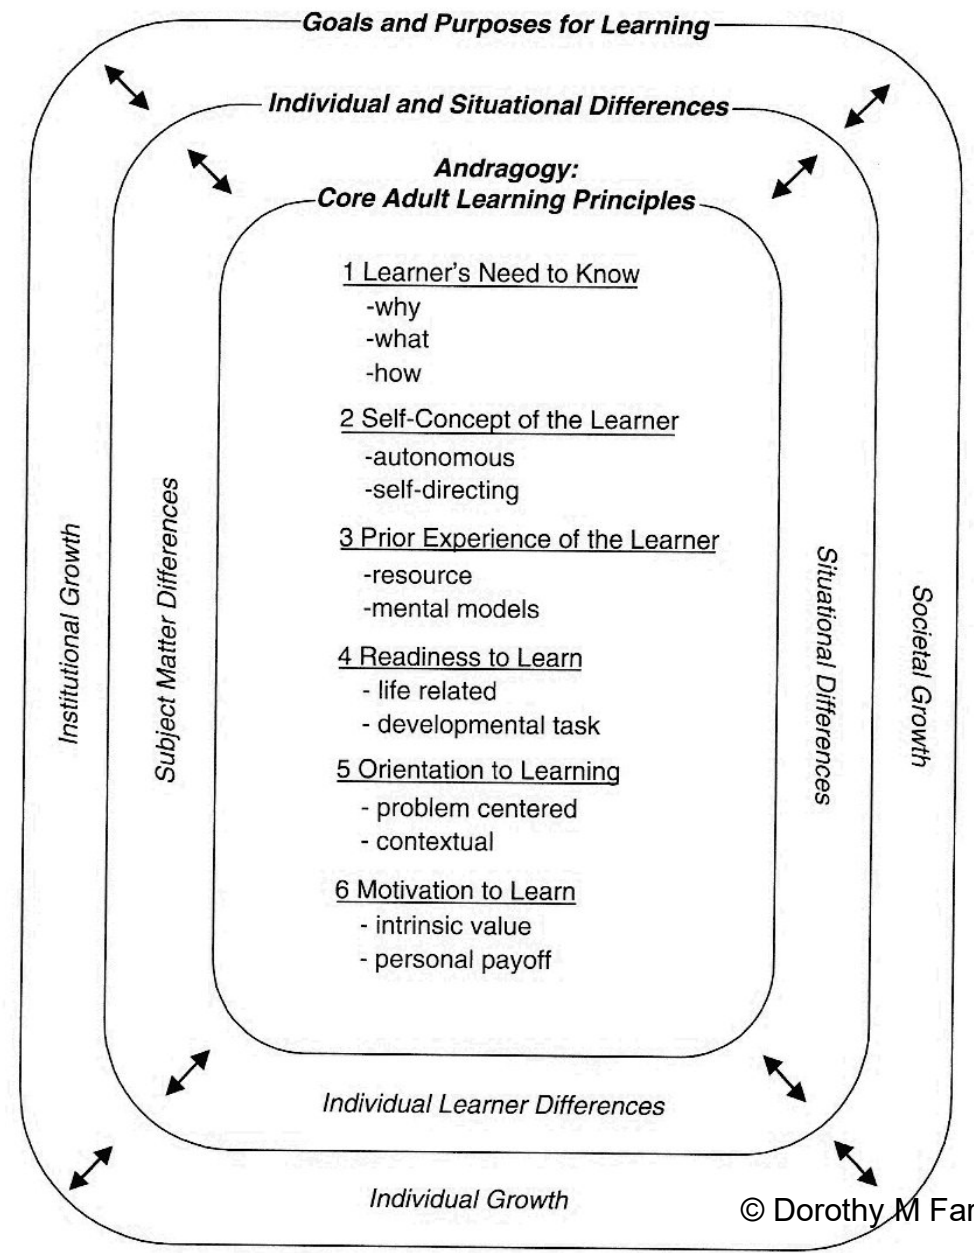 Goals and Purposes for Learning
Individual and Situational Differences
Andragogy:
Core Adult Learning Principles
1 Learner's Need to Know
-why
-what
-how
2 Self-Concept of the Learner
-autonomous
-self-directing
3 Prior Experience of the Learner
-resource
-mental models
4 Readiness to Learn
- life related
- developmental task
5 Orientation to Learning
- problem centered
- contextual
6 Motivation to Learn
- intrinsic value
- personal payoff
Institutional Growth
Subject Matter Differences
Situational Differences
Societal Growth
Individual Learner Differences
Individual Growth
© Dorothy M